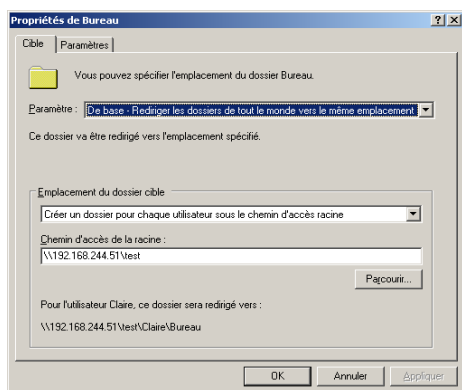 Propriétés de Bureau
Cible Paramètres
Vous pouvez spécifier l'emplacement du dossier Bureau.
Paramètre : De base - Rediriger les dossiers de tout le monde vers le même emplacement
Ce dossier va être redirigé vers l'emplacement spécifié.
Emplacement du dossier cible
Créer un dossier pour chaque utilisateur sous le chemin d'accès racine
Chemin d'accès de la racine :
\\192.168.244.51\test
Parcourir...
Pour l'utilisateur Claire, ce dossier sera redirigé vers :
\\192.168.244.51\test\Claire\Bureau
OK Annuler Appliquer